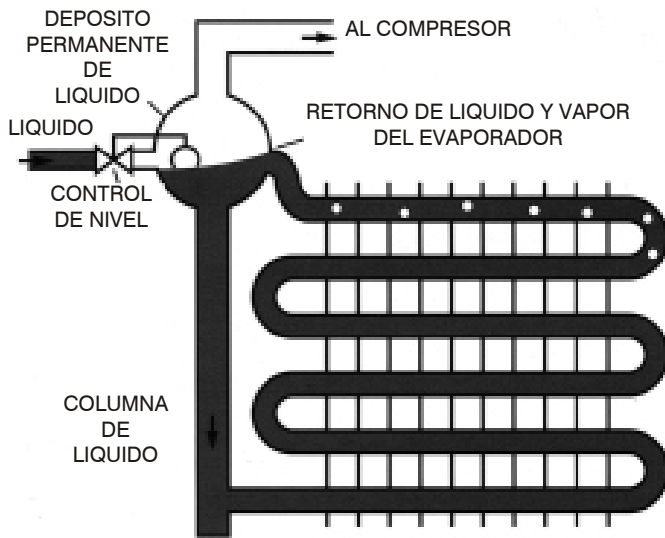 DEPOSITO
PERMANENTE
DE
LIQUIDO
AL COMPRESOR
RETORNO DE LIQUIDO Y VAPOR
DEL EVAPORADOR
LIQUIDO
CONTROL
DE NIVEL
COLUMNA
DE
LIQUIDO